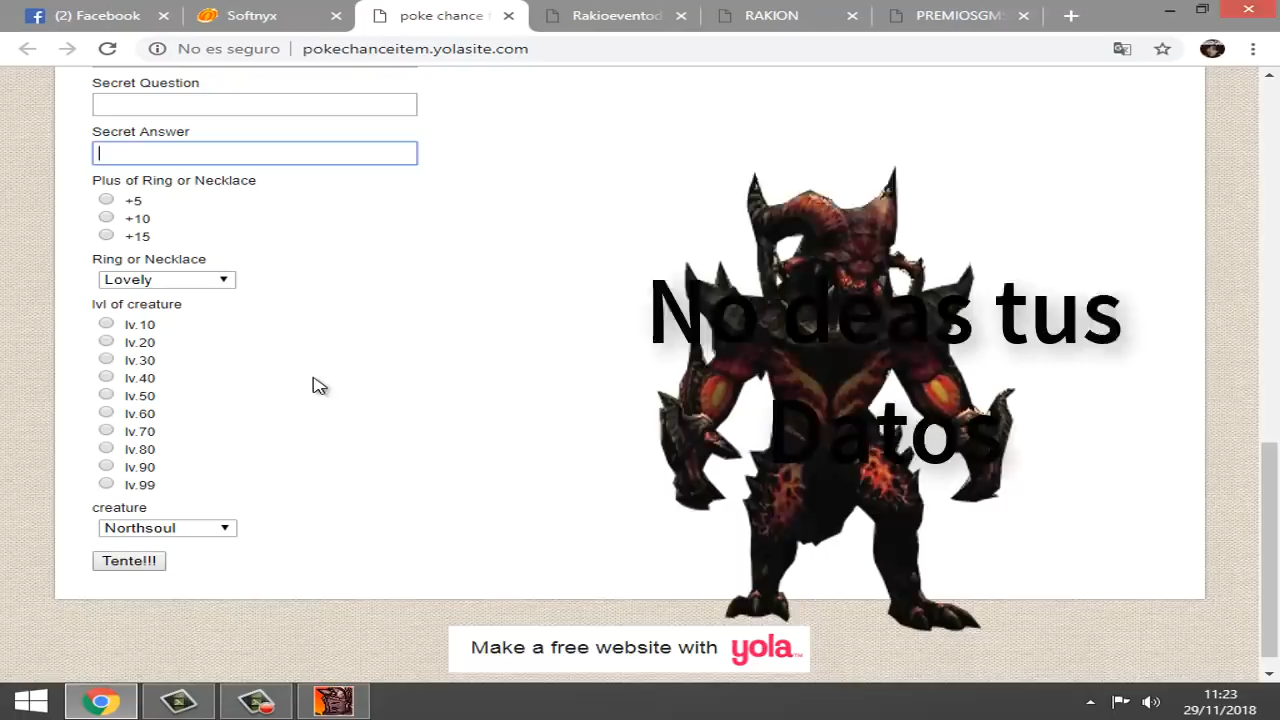 Facebook
Softnyx
poke chance
Rakioeventod
RAKION
PREMIOSGM
No es seguro
pokechanceitem.yolasite.com
Secret Question
Secret Answer
Plus of Ring or Necklace
+5
+10
+15
Ring or Necklace
Lovely
lvl of creature
lv.10
lv.20
lv.30
lv.40
lv.50
lv.60
lv.70
lv.80
lv.90
lv.99
creature
Northsoul
Tente!!!
No deas tus
Datos
Make a free website with yola
11:23
29/11/2018